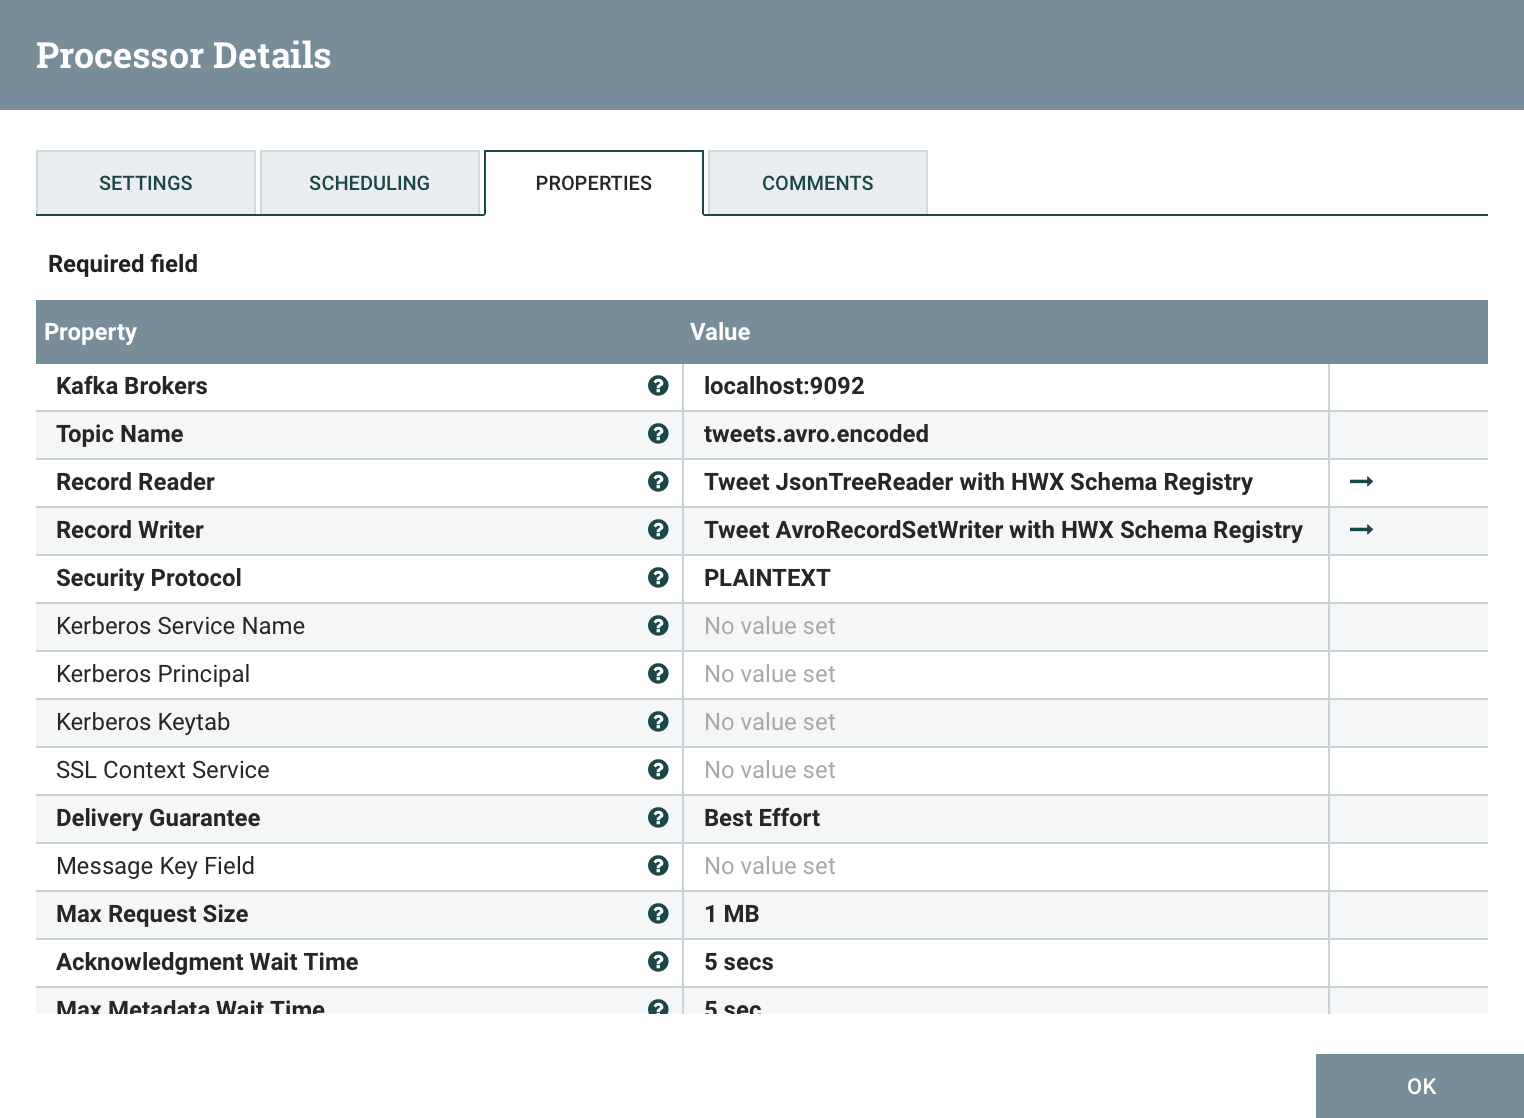 Processor Details
SETTINGS SCHEDULING PROPERTIES COMMENTS
Required field
Property Value
Kafka Brokers localhost:9092
Topic Name tweets.avro.encoded
Record Reader Tweet JsonTreeReader with HWX Schema Registry
Record Writer Tweet AvroRecordSetWriter with HWX Schema Registry
Security Protocol PLAINTEXT
Kerberos Service Name No value set
Kerberos Principal No value set
Kerberos Keytab No value set
SSL Context Service No value set
Delivery Guarantee Best Effort
Message Key Field No value set
Max Request Size 1 MB
Acknowledgment Wait Time 5 secs
Max Metadata Wait Time 5 sec
OK